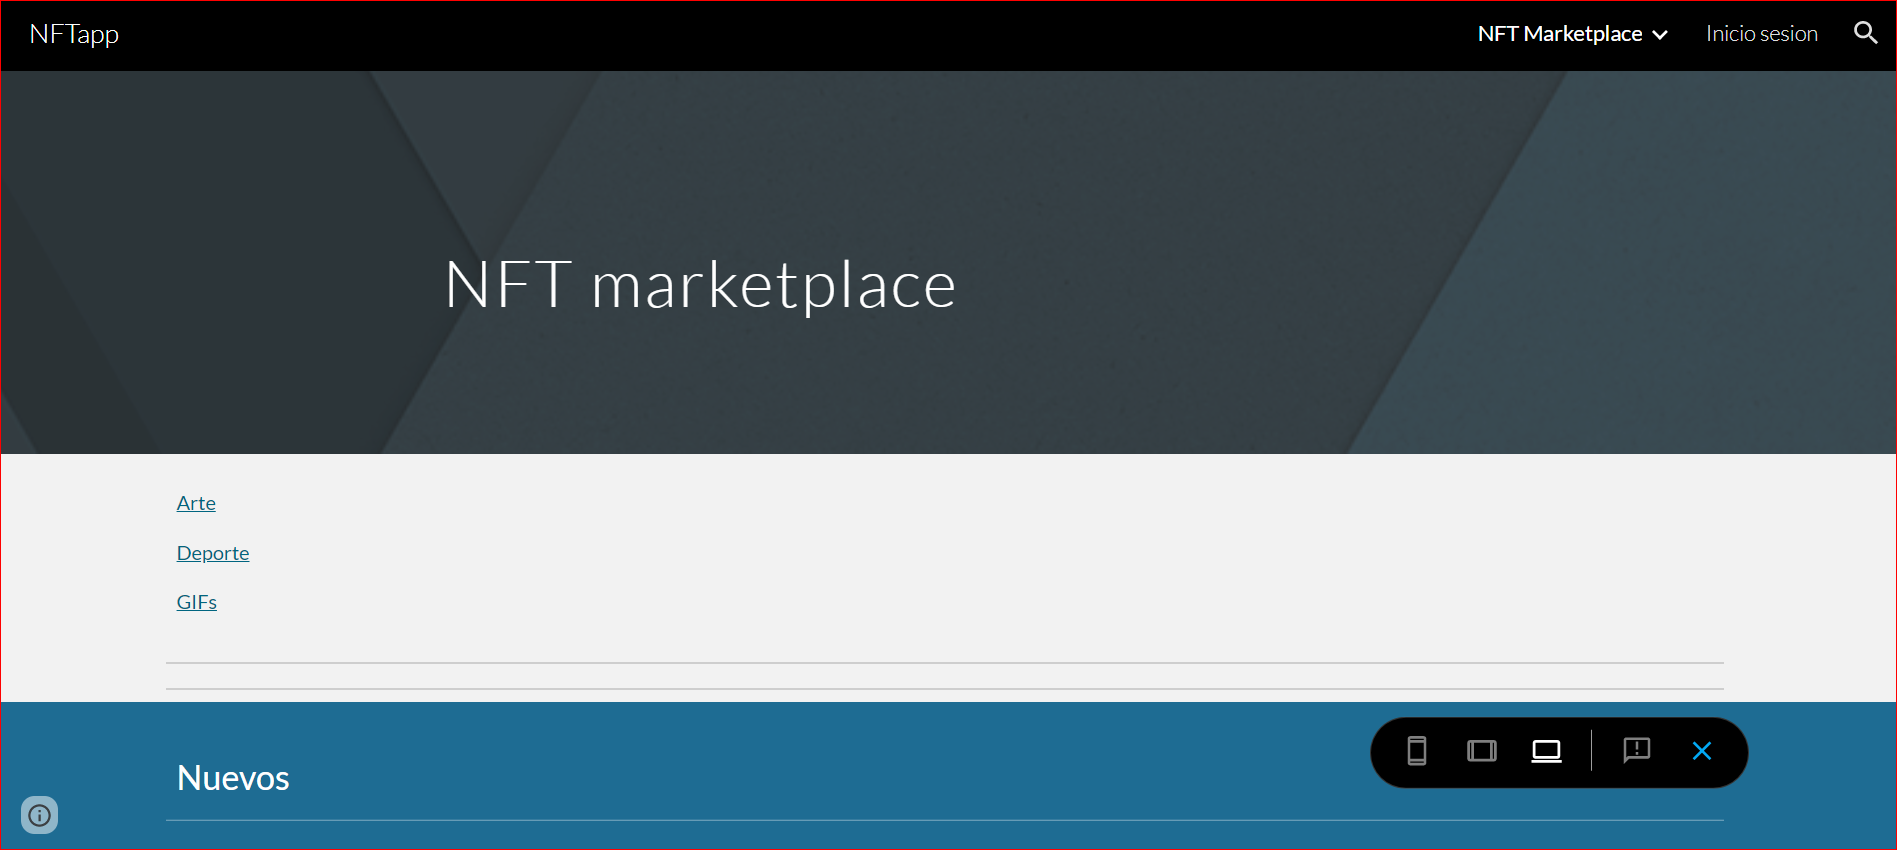 NFTapp
NFT Marketplace
Inicio sesion
NFT marketplace
Arte
Deporte
GIFs
Nuevos